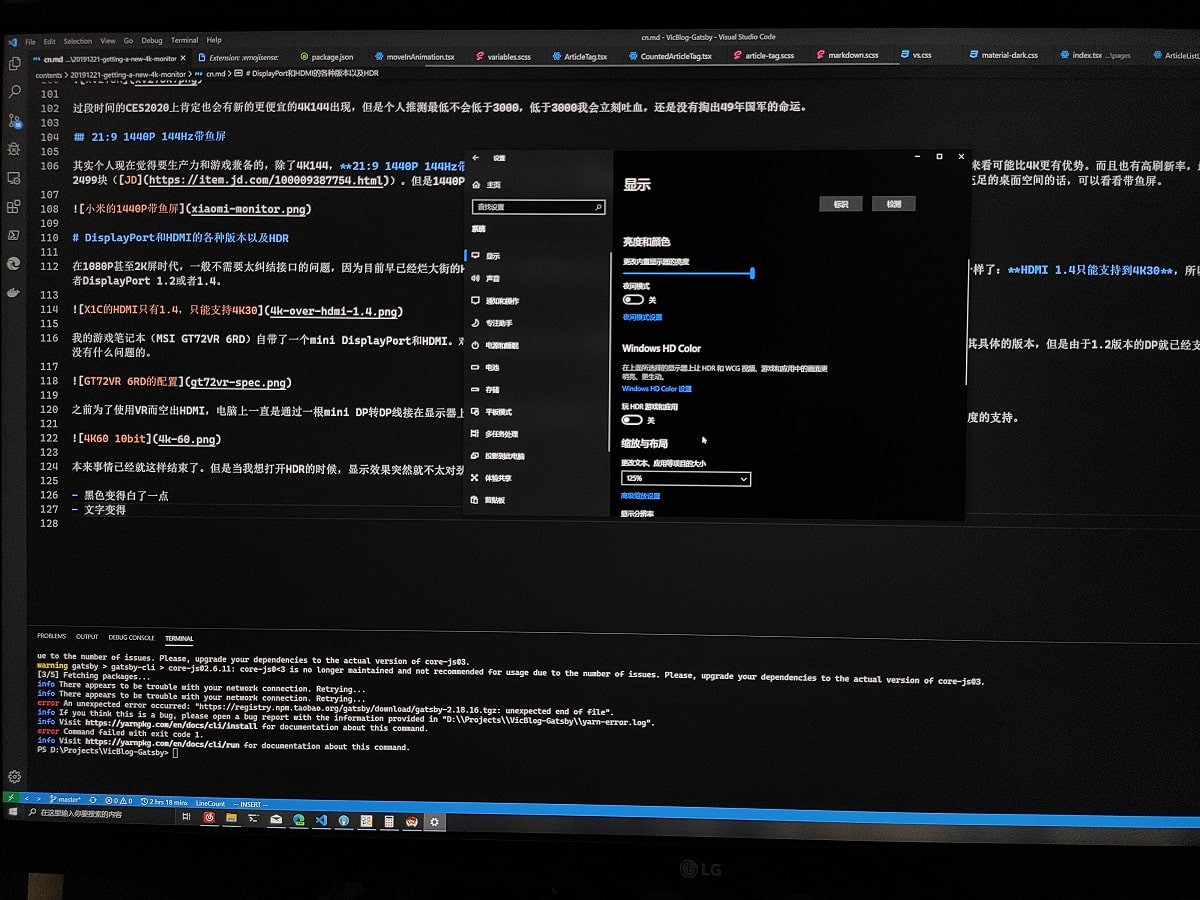 File Edit Selection View Go Debug Terminal Help
cn.md - VicBlog-Gatsby - Visual Studio Code
cn.md ...\20191221-getting-a-new-4k-monitor
Extension: xmojisense:
package.json
moveInAnimation.tsx
variables.scss
ArticleTag.tsx
CountedArticleTag.tsx
article-tag.scss
markdown.scss
vs.css
material-dark.css
index.tsx ...\pages
contents > 20191221-getting-a-new-4k-monitor > cn.md > # DisplayPort和HDMI的各种版本以及HDR
101
102 过段时间的CES2020上肯定也会有新的更便宜的4K144出现，但是个人推测最低不会低于3000，低于3000我会立刻吐血，还是没有掏出49年国军的命运。
103
104 ## 21:9 1440P 144Hz带鱼屏
105
106 其实个人现在觉得要生产力和游戏兼备的，除了4K144，**21:9 1440P 144Hz带
来看可能比4K更有优势。而且也有高刷新率，
2499块（[JD](https://item.jd.com/100009387754.html)）。但是1440P
足的桌面空间的话，可以看看带鱼屏。
107
108 ![小米的1440P带鱼屏](xiaomi-monitor.png)
109
110 # DisplayPort和HDMI的各种版本以及HDR
111
112 在1080P甚至2K屏时代，一般不需要太纠结接口的问题，因为目前早已经烂大街的H
样了：**HDMI 1.4只能支持到4K30**，所以
者DisplayPort 1.2或者1.4。
113
114 ![X1C的HDMI只有1.4，只能支持4K30](4k-over-hdmi-1.4.png)
115
116 我的游戏笔记本（MSI GT72VR 6RD）自带了一个mini DisplayPort和HDMI。
其具体的版本，但是由于1.2版本的DP就已经支
没有什么问题的。
117
118 ![GT72VR 6RD的配置](gt72vr-spec.png)
119
120 之前为了使用VR而空出HDMI，电脑上一直是通过一根mini DP转DP线接在显示器上
度的支持。
121
122 ![4K60 10bit](4k-60.png)
123
124 本来事情已经就这样结束了。但是当我想打开HDR的时候，显示效果突然就不太对劲
125
126 - 黑色变得白了一点
127 - 文字变得
128
设置
主页
查找设置
系统
显示
声音
通知和操作
专注助手
电源和睡眠
电池
存储
平板模式
多任务处理
投影到此电脑
体验共享
剪贴板
显示
标识
检测
亮度和颜色
更改内置显示器的亮度
夜间模式
关
夜间模式设置
Windows HD Color
在上面所选择的显示器上让 HDR 和 WCG 视频、游戏和应用中的画面更
明亮、更生动。
Windows HD Color 设置
玩 HDR 游戏和应用
关
缩放与布局
更改文本、应用等项目的大小
125%
高级缩放设置
显示分辨率
PROBLEMS OUTPUT DEBUG CONSOLE TERMINAL
ue to the number of issues. Please, upgrade your dependencies to the actual version of core-js@3.
warning gatsby > gatsby-cli > core-js@2.6.11: core-js@<3 is no longer maintained and not recommended for usage due to the number of issues. Please, upgrade your dependencies to the actual version of core-js@3.
[3/5] Fetching packages...
info There appears to be trouble with your network connection. Retrying...
info There appears to be trouble with your network connection. Retrying...
error An unexpected error occurred: "https://registry.npm.taobao.org/gatsby/download/gatsby-2.18.16.tgz: unexpected end of file".
info If you think this is a bug, please open a bug report with the information provided in "D:\\Projects\\VicBlog-Gatsby\\yarn-error.log".
info Visit https://yarnpkg.com/en/docs/cli/install for documentation about this command.
error Command failed with exit code 1.
info Visit https://yarnpkg.com/en/docs/cli/run for documentation about this command.
PS D:\Projects\VicBlog-Gatsby>
master* 0 0 2 hrs 18 mins LineCount -- INSERT --
在这里输入你要搜索的内容
LG